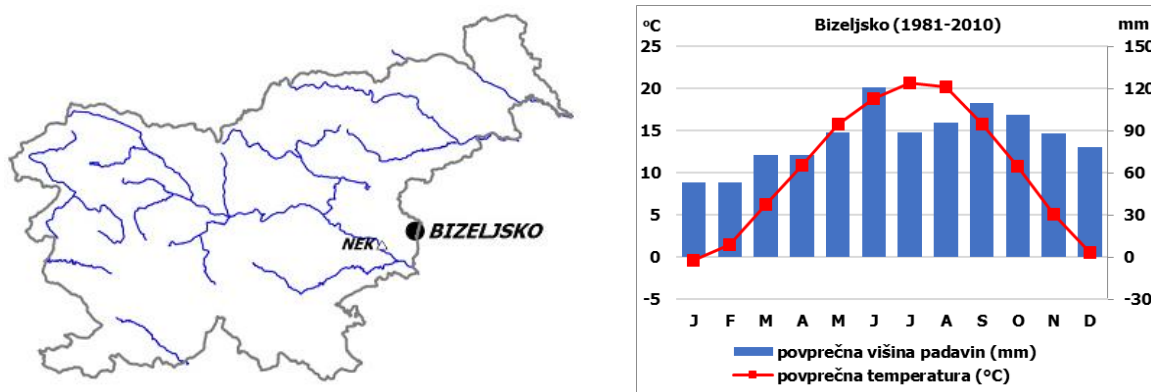 NEK
BIZELJSKO
°C Bizeljsko (1981-2010) mm
25 150
20 120
15 90
10 60
5 30
0 0
-5 -30
J F M A M J J A S O N D
povprečna višina padavin (mm)
povprečna temperatura (°C)